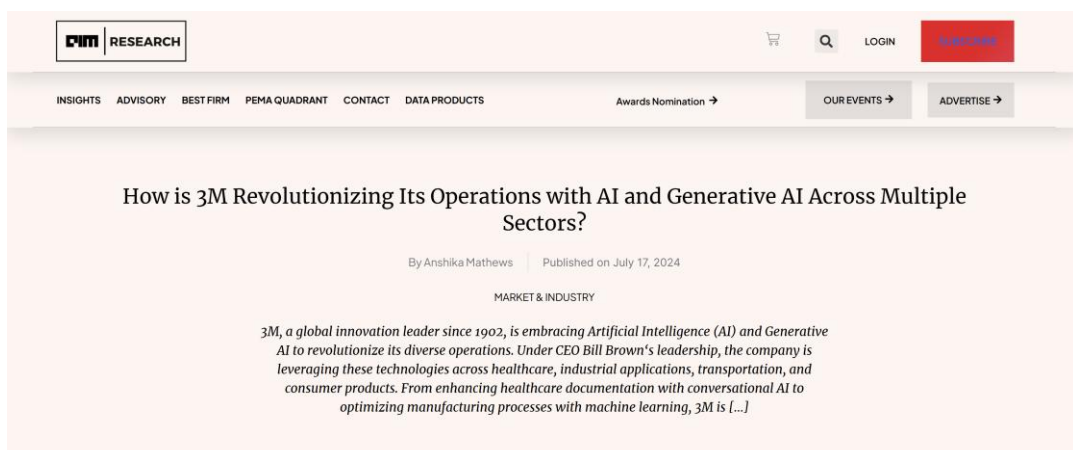 aim RESEARCH
LOGIN
SUBSCRIBE
INSIGHTS ADVISORY BEST FIRM PEMA QUADRANT CONTACT DATA PRODUCTS
Awards Nomination →
OUR EVENTS →
ADVERTISE →
How is 3M Revolutionizing Its Operations with AI and Generative AI Across Multiple
Sectors?
By Anshika Mathews
Published on July 17, 2024
MARKET & INDUSTRY
3M, a global innovation leader since 1902, is embracing Artificial Intelligence (AI) and Generative
AI to revolutionize its diverse operations. Under CEO Bill Brown‘s leadership, the company is
leveraging these technologies across healthcare, industrial applications, transportation, and
consumer products. From enhancing healthcare documentation with conversational AI to
optimizing manufacturing processes with machine learning, 3M is [...]